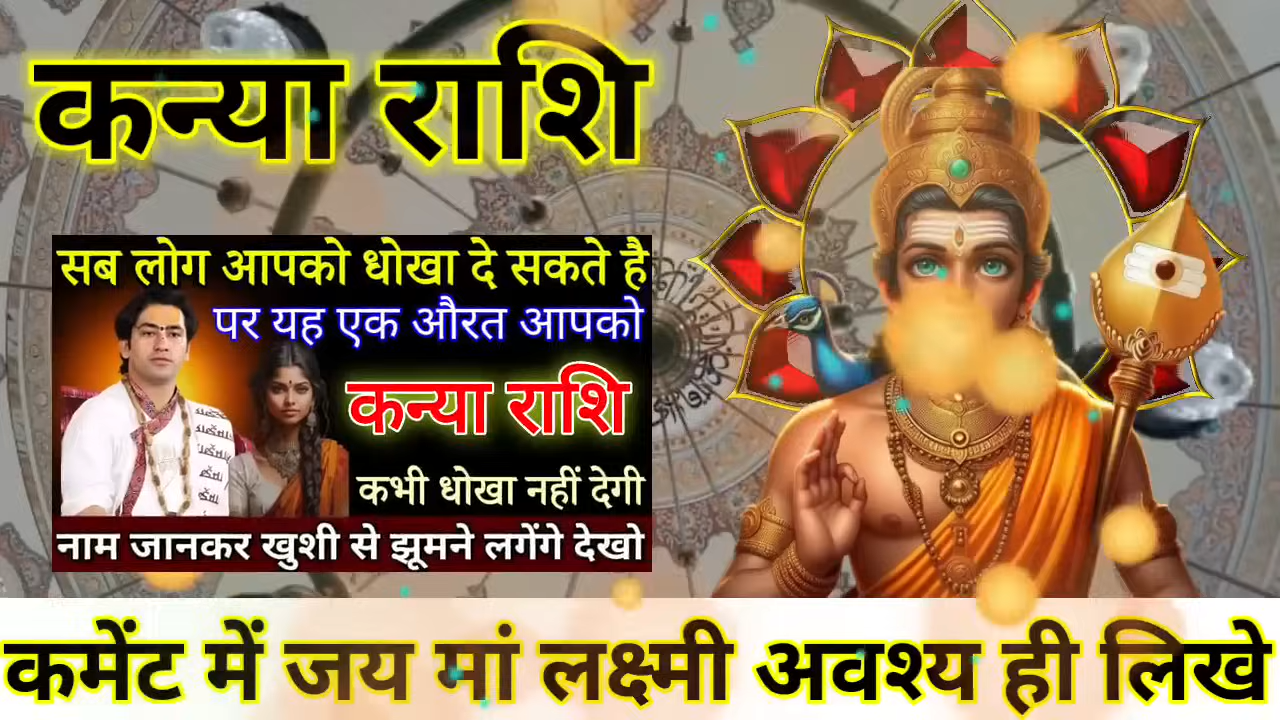 कन्या राशि
सब लोग आपको धोखा दे सकते है
पर यह एक औरत आपको
कन्या राशि
कभी धोखा नहीं देगी
नाम जानकर खुशी से झूमने लगेंगे देखो
कमेंट में जय मां लक्ष्मी अवश्य ही लिखे